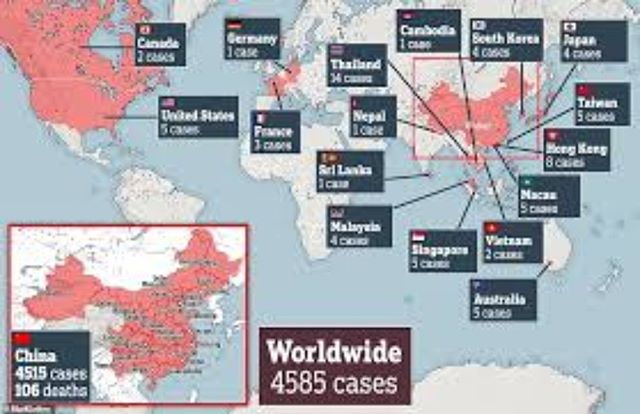 Canada
2 cases
Germany
1 case
Cambodia
1 case
South Korea
4 cases
Japan
4 cases
Thailand
14 cases
United States
5 cases
France
3 cases
Nepal
1 case
Taiwan
5 cases
Hong Kong
8 cases
Sri Lanka
1 case
Macau
5 cases
Malaysia
4 cases
Singapore
5 cases
Vietnam
2 cases
Australia
5 cases
China
4515 cases
106 deaths
Worldwide
4585 cases